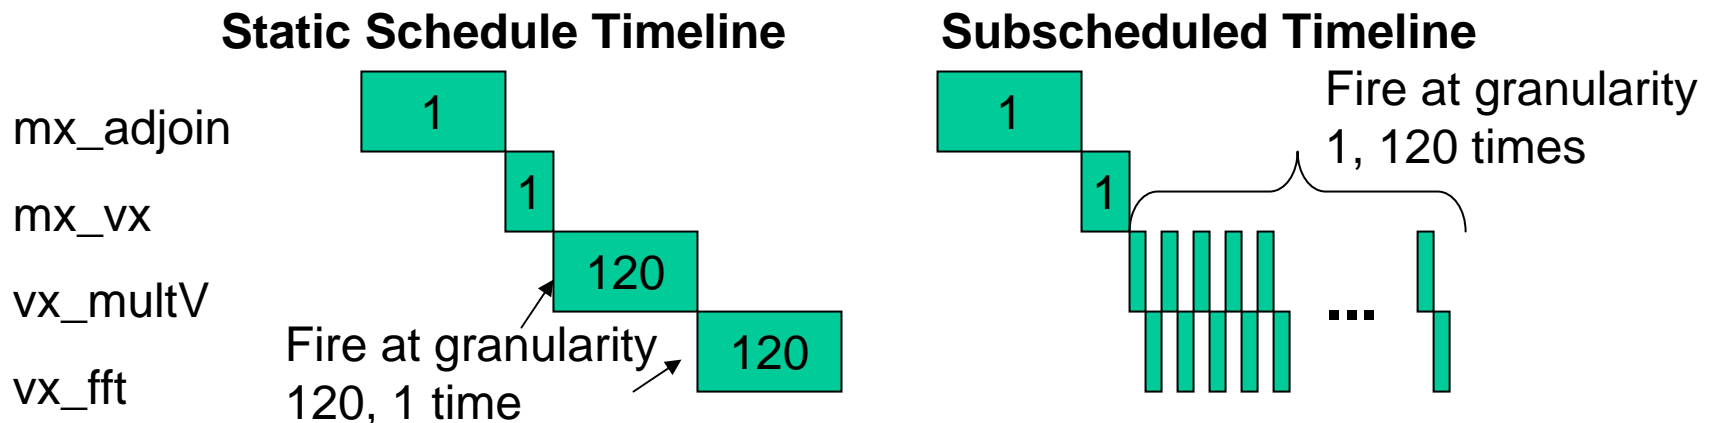 Static Schedule Timeline
Subscheduled Timeline
mx_adjoin
mx_vx
vx_multV
vx_fft
1
1
120
120
Fire at granularity
120, 1 time
1
1
Fire at granularity
1, 120 times
...